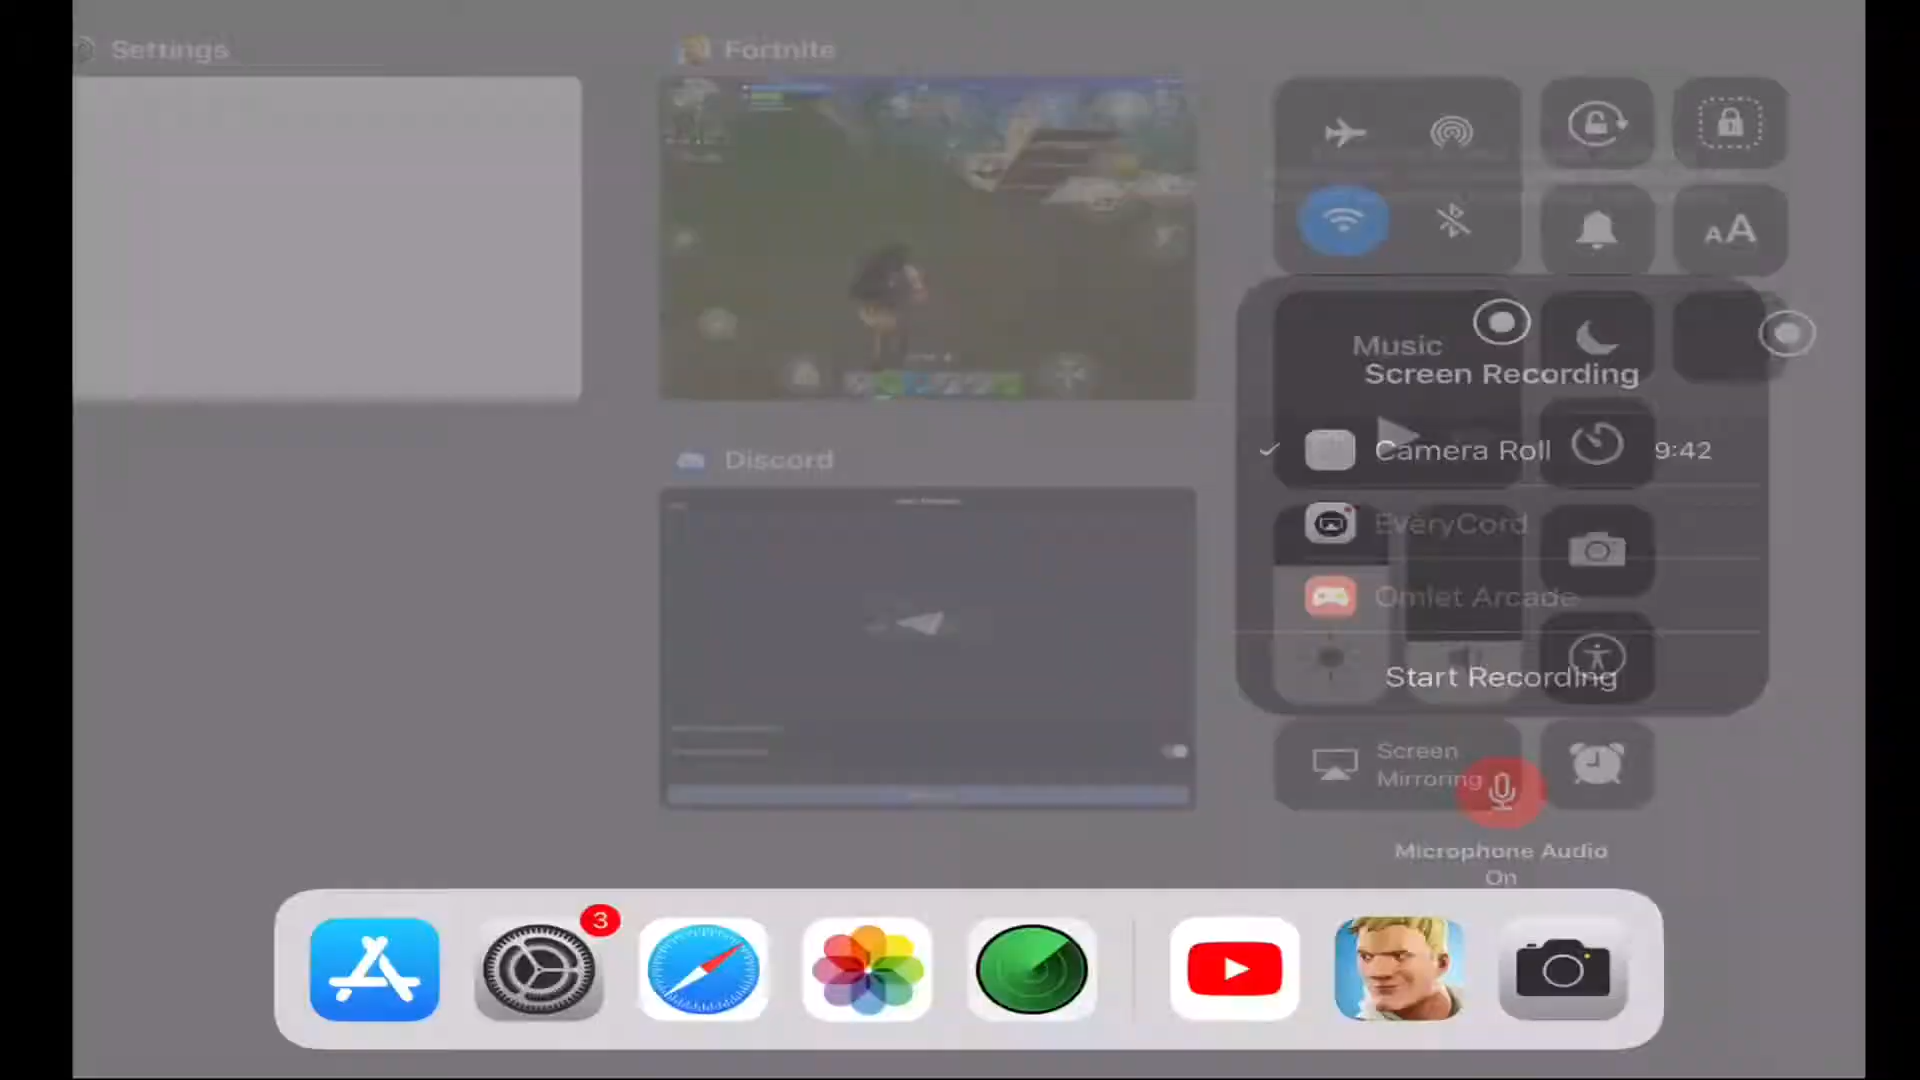 Settings
Fortnite
AA
Music
Screen Recording
Camera Roll
9:42
Discord
EveryCord
Omlet Arcade
Start Recording
Screen
Mirroring
Microphone Audio
On
3